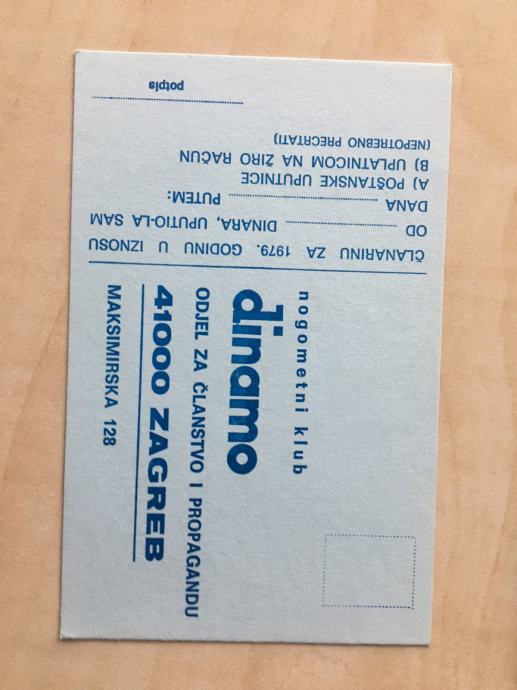 nogometni klub
dinamo
ODJEL ZA ČLANSTVO I PROPAGANDU
41000 ZAGREB
MAKSIMIRSKA 128
ČLANARINU ZA 1979. GODINU U IZNOSU
OD ........ DINARA, UPUTIO-LA SAM
DANA ........ PUTEM:
A) POŠTANSKE UPUTNICE
B) UPLATNICOM NA ŽIRO RAČUN
(NEPOTREBNO PRECRTATI)
potpis